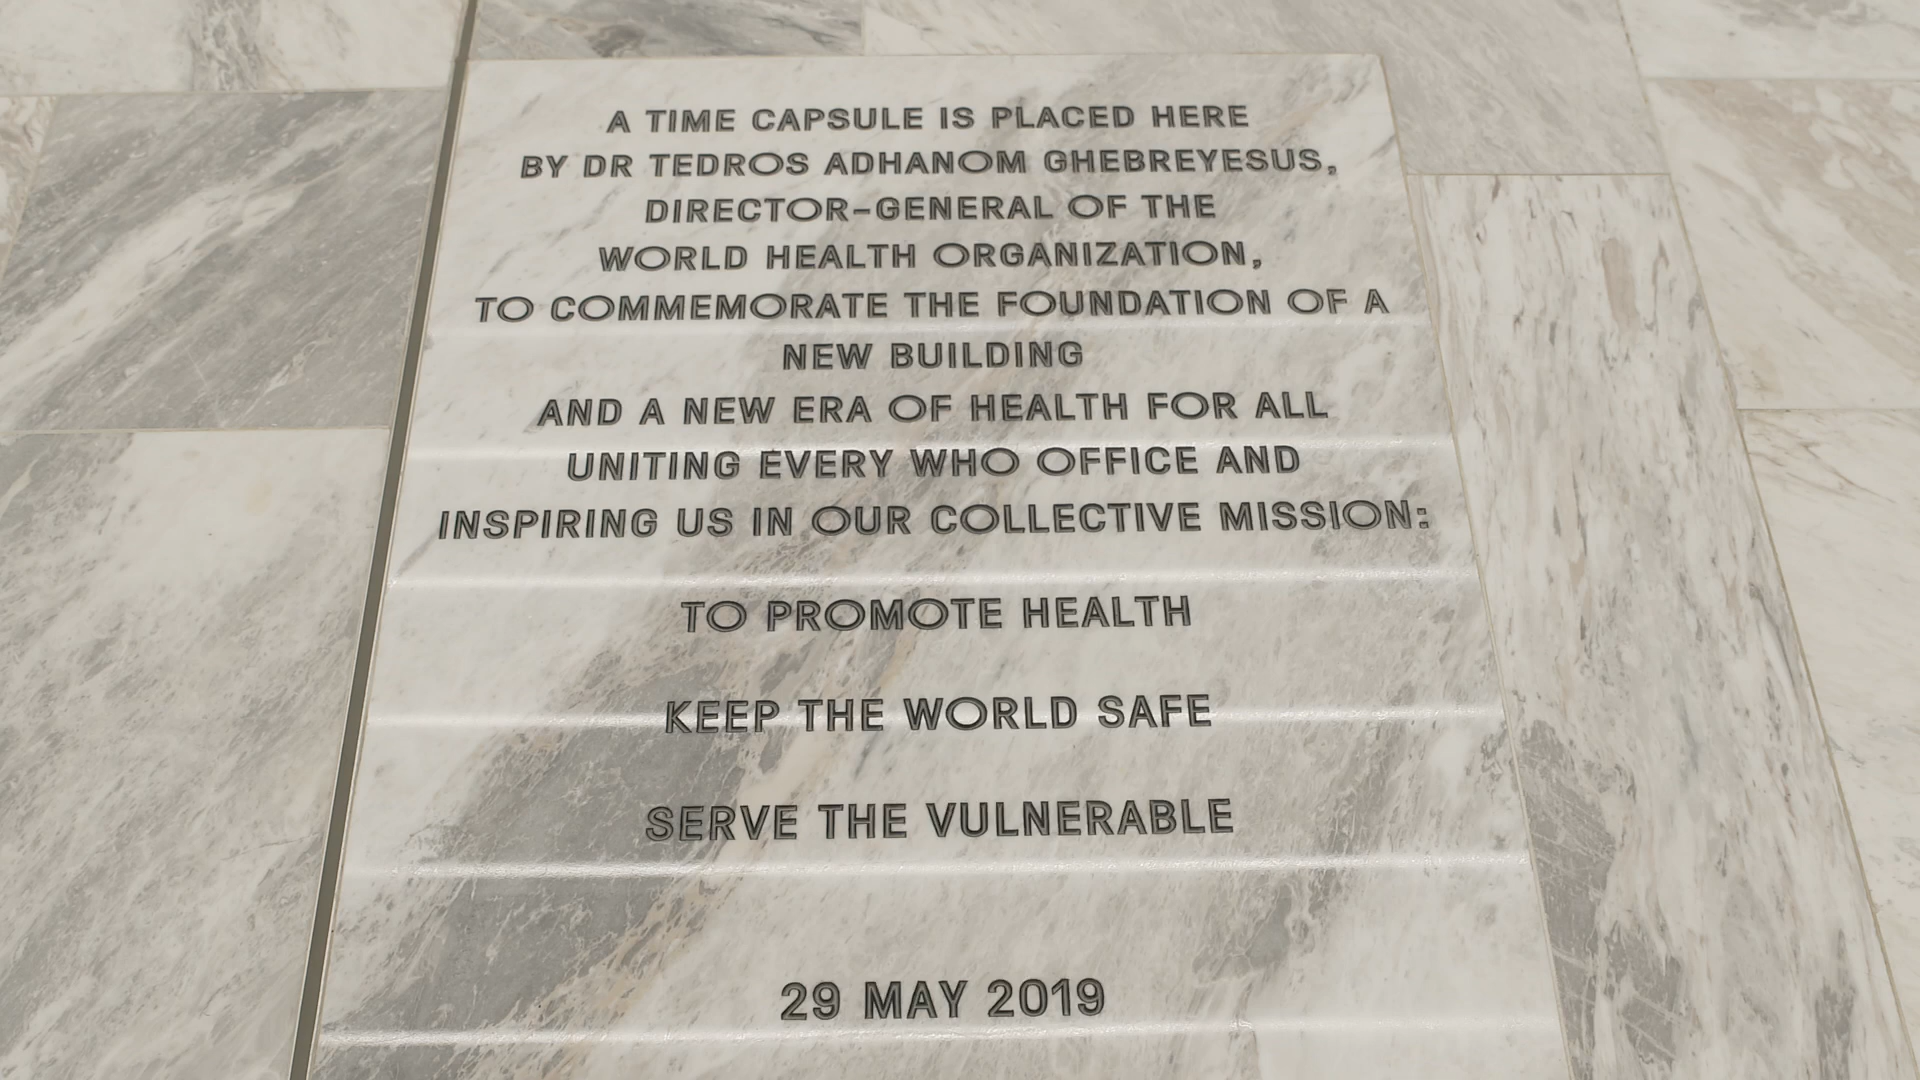 A TIME CAPSULE IS PLACED HERE
BY DR TEDROS ADHANOM GHEBREYESUS,
DIRECTOR-GENERAL OF THE
WORLD HEALTH ORGANIZATION,
TO COMMEMORATE THE FOUNDATION OF A
NEW BUILDING
AND A NEW ERA OF HEALTH FOR ALL
UNITING EVERY WHO OFFICE AND
INSPIRING US IN OUR COLLECTIVE MISSION:
TO PROMOTE HEALTH
KEEP THE WORLD SAFE
SERVE THE VULNERABLE
29 MAY 2019